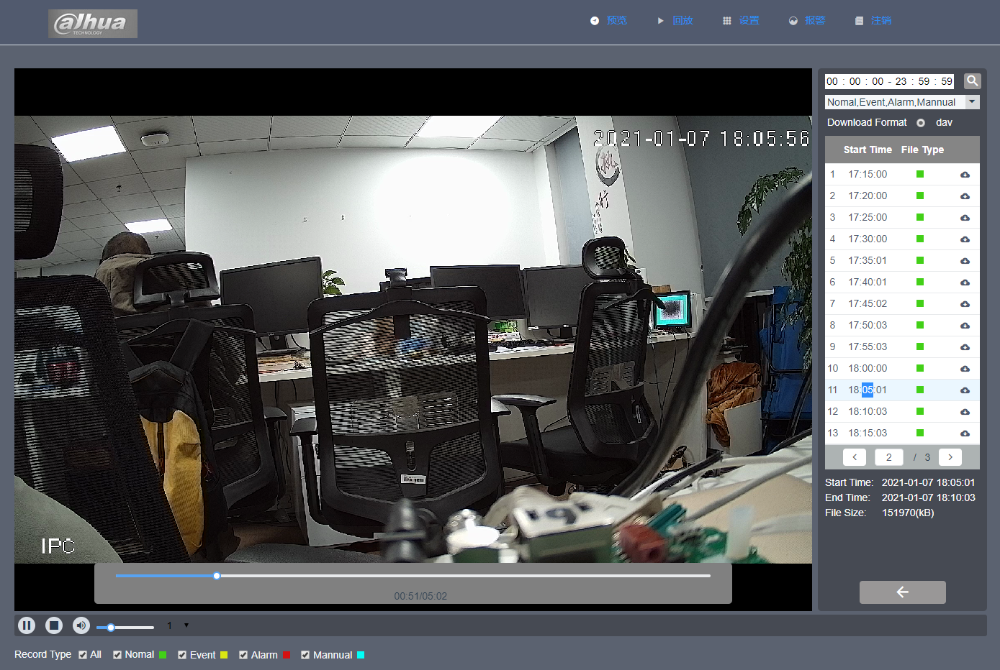 alhua
TECHNOLOGY
预览 回放 设置 报警 注销
00 : 00 : 00 - 23 : 59 : 59
Nomal,Event,Alarm,Mannual
Download Format dav
Start Time File Type
1 17:15:00
2 17:20:00
3 17:25:00
4 17:30:00
5 17:35:01
6 17:40:01
7 17:45:02
8 17:50:03
9 17:55:03
10 18:00:00
11 18:05:01
12 18:10:03
13 18:15:03
2 / 3
Start Time: 2021-01-07 18:05:01
End Time: 2021-01-07 18:10:03
File Size: 151970(kB)
2021-01-07 18:05:56
行
IPC
00:51/05:02
1
Record Type All Nomal Event Alarm Mannual